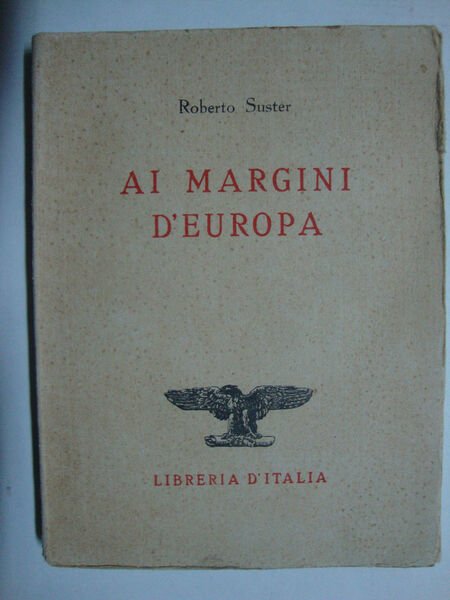 Roberto Suster
AI MARGINI
D'EUROPA
LIBRERIA D'ITALIA